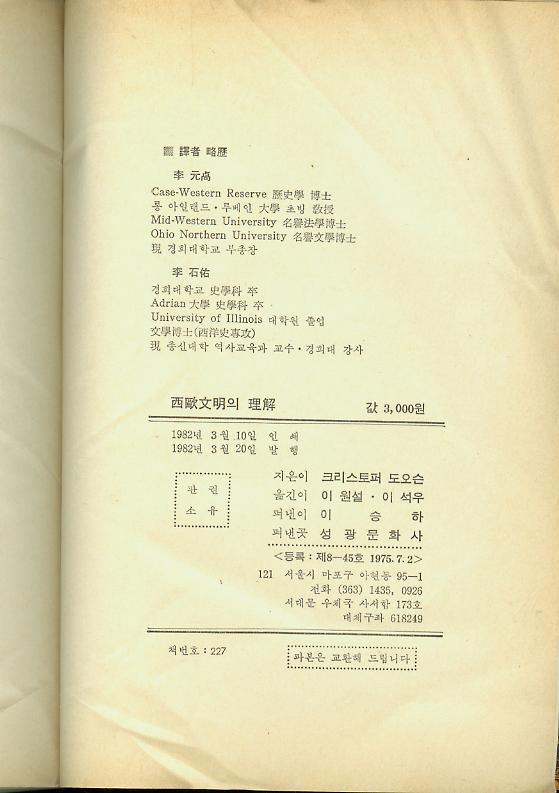 ▩ 譯者 略歷
李 元卨
Case-Western Reserve 歷史學 博士
롱 아일랜드·루베인 大學 초빙 敎授
Mid-Western University 名譽法學博士
Ohio Northern University 名譽文學博士
現 경희대학교 부총장
李 石佑
경희대학교 史學科 卒
Adrian 大學 史學科 卒
University of Illinois 대학원 졸업
文學博士(西洋史專攻)
現 총신대학 역사교육과 교수·경희대 강사
西歐文明의 理解 값 3,000원
1982년 3월 10일 인 쇄
1982년 3월 20일 발 행
판 권
소 유
지은이 크리스토퍼 도오슨
옮긴이 이 원설·이 석우
펴낸이 이 승 하
펴낸곳 성 광 문 화 사
<등록 : 제8-45호 1975.7.2>
121 서울시 마포구 아현동 95-1
전화 (363) 1435, 0926
서대문 우체국 사서함 173호
대체구좌 618249
책번호 : 227
파본은 교환해 드립니다